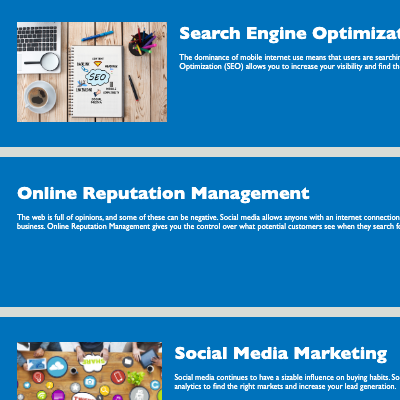 Search Engine Optimizat
The dominance of mobile internet use means that users are searchin
Optimization (SEO) allows you to increase your visibility and find th
SEO
Online Reputation Management
The web is full of opinions, and some of these can be negative. Social media allows anyone with an internet connection
business. Online Reputation Management gives you the control over what potential customers see when they search fo
Social Media Marketing
Social media continues to have a sizable influence on buying habits. So
analytics to find the right markets and increase your lead generation.